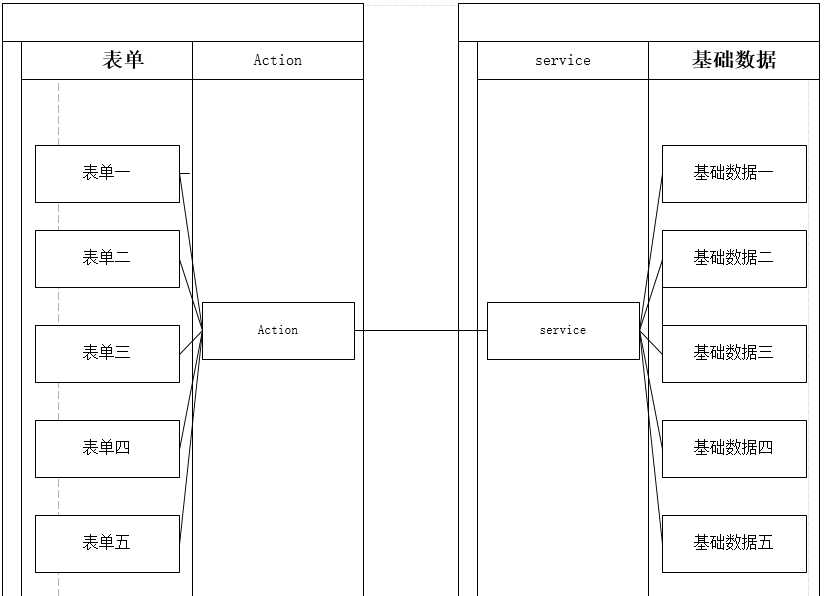 表单
Action
service
基础数据
表单一
基础数据一
表单二
基础数据二
Action
service
表单三
基础数据三
表单四
基础数据四
表单五
基础数据五